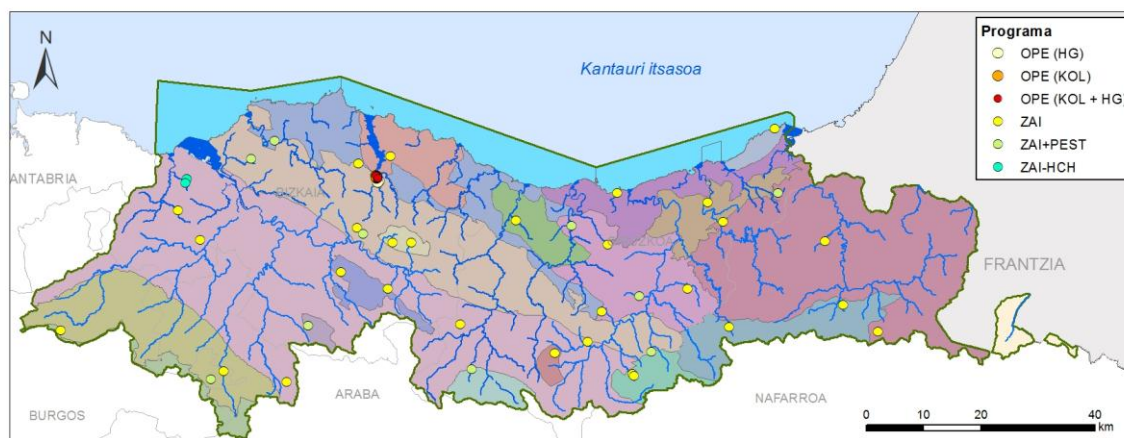 N
Kantauri itsasoa
Programa
OPE (HG)
OPE (KOL)
OPE (KOL + HG)
ZAI
ZAI+PEST
ZAI-HCH
ANTABRIA
BIZKAIA
FRANTZIA
ARABA
NAFARROA
BURGOS
0 10 20 40
km